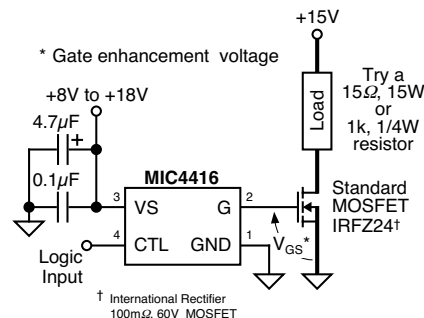 +15V
* Gate enhancement voltage
+8V to +18V
4.7µF
+
0.1µF
Load
Try a
15Ω, 15W
or
1k, 1/4W
resistor
MIC4416
3
VS
G
2
4
CTL
GND
1
Logic
Input
VGS*
Standard
MOSFET
IRFZ24†
† International Rectifier
100mΩ, 60V MOSFET